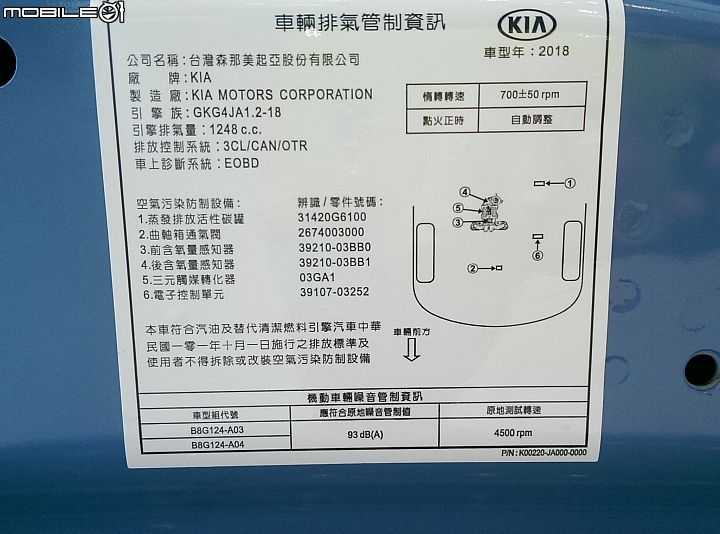 MOBILE01
車輛排氣管制資訊
KIA
車型年：2018
公司名稱：台灣森那美起亞股份有限公司
廠　　牌：KIA
製 造 廠：KIA MOTORS CORPORATION
引 擎 族：GKG4JA1.2-18
引擎排氣量：1248 c.c.
排放控制系統：3CL/CAN/OTR
車上診斷系統：EOBD
惰轉轉速 700±50 rpm
點火正時 自動調整
空氣污染防制設備： 辨識/零件號碼：
1.蒸發排放活性碳罐 31420G6100
2.曲軸箱通氣閥 2674003000
3.前含氧量感知器 39210-03BB0
4.後含氧量感知器 39210-03BB1
5.三元觸媒轉化器 03GA1
6.電子控制單元 39107-03252
①
④
⑤
③
⑥
②
車輛前方
本車符合汽油及替代清潔燃料引擎汽車中華
民國一零一年十月一日施行之排放標準及
使用者不得拆除或改裝空氣污染防制設備
機動車輛噪音管制資訊
車型組代號 應符合原地噪音管制值 原地測試轉速
B8G124-A03
93 dB(A) 4500 rpm
B8G124-A04
P/N : K00220-JA000-0000